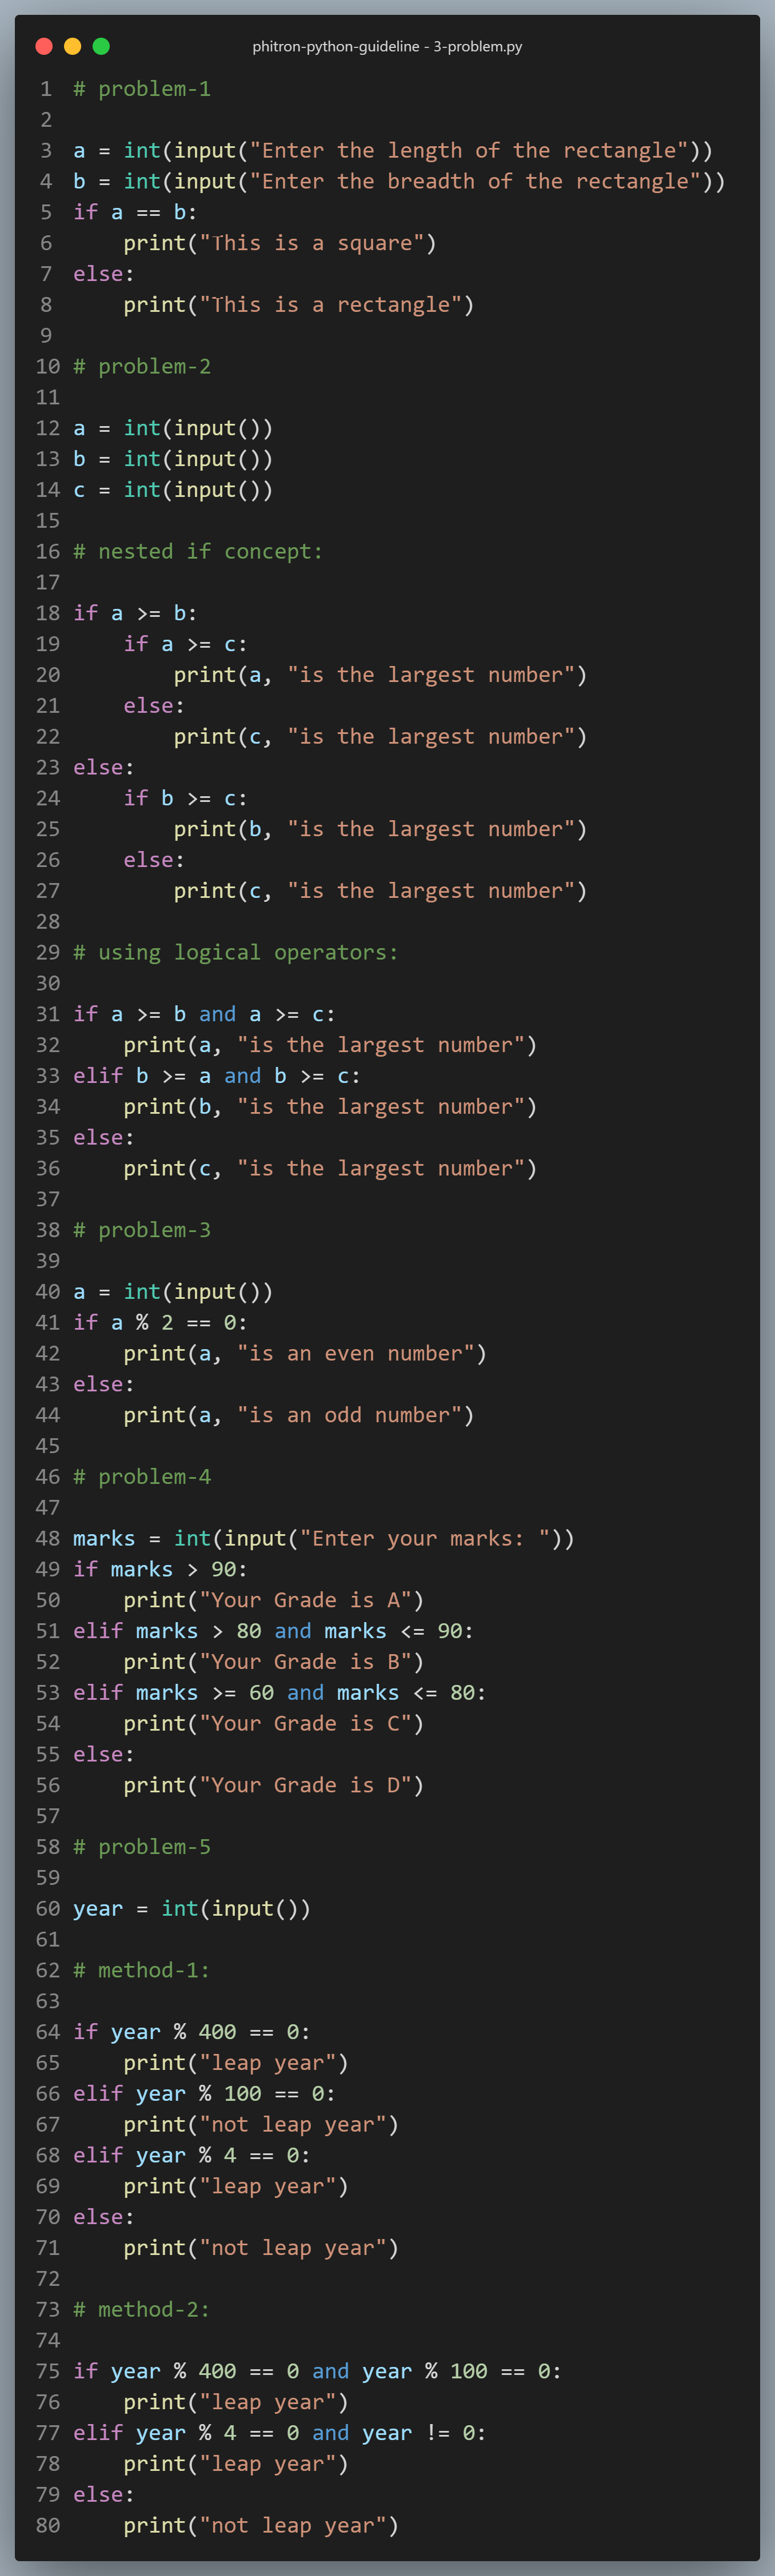 phitron-python-guideline - 3-problem.py
1 # problem-1
2
3 a = int(input("Enter the length of the rectangle"))
4 b = int(input("Enter the breadth of the rectangle"))
5 if a == b:
6     print("This is a square")
7 else:
8     print("This is a rectangle")
9
10 # problem-2
11
12 a = int(input())
13 b = int(input())
14 c = int(input())
15
16 # nested if concept:
17
18 if a >= b:
19     if a >= c:
20         print(a, "is the largest number")
21     else:
22         print(c, "is the largest number")
23 else:
24     if b >= c:
25         print(b, "is the largest number")
26     else:
27         print(c, "is the largest number")
28
29 # using logical operators:
30
31 if a >= b and a >= c:
32     print(a, "is the largest number")
33 elif b >= a and b >= c:
34     print(b, "is the largest number")
35 else:
36     print(c, "is the largest number")
37
38 # problem-3
39
40 a = int(input())
41 if a % 2 == 0:
42     print(a, "is an even number")
43 else:
44     print(a, "is an odd number")
45
46 # problem-4
47
48 marks = int(input("Enter your marks: "))
49 if marks > 90:
50     print("Your Grade is A")
51 elif marks > 80 and marks <= 90:
52     print("Your Grade is B")
53 elif marks >= 60 and marks <= 80:
54     print("Your Grade is C")
55 else:
56     print("Your Grade is D")
57
58 # problem-5
59
60 year = int(input())
61
62 # method-1:
63
64 if year % 400 == 0:
65     print("leap year")
66 elif year % 100 == 0:
67     print("not leap year")
68 elif year % 4 == 0:
69     print("leap year")
70 else:
71     print("not leap year")
72
73 # method-2:
74
75 if year % 400 == 0 and year % 100 == 0:
76     print("leap year")
77 elif year % 4 == 0 and year != 0:
78     print("leap year")
79 else:
80     print("not leap year")